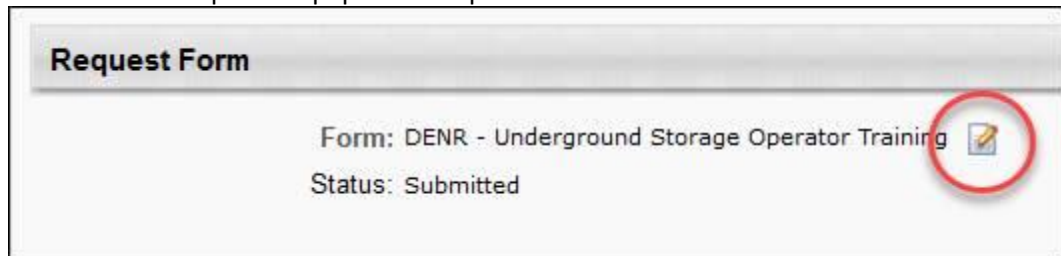 Request Form
Form: DENR - Underground Storage Operator Training
Status: Submitted